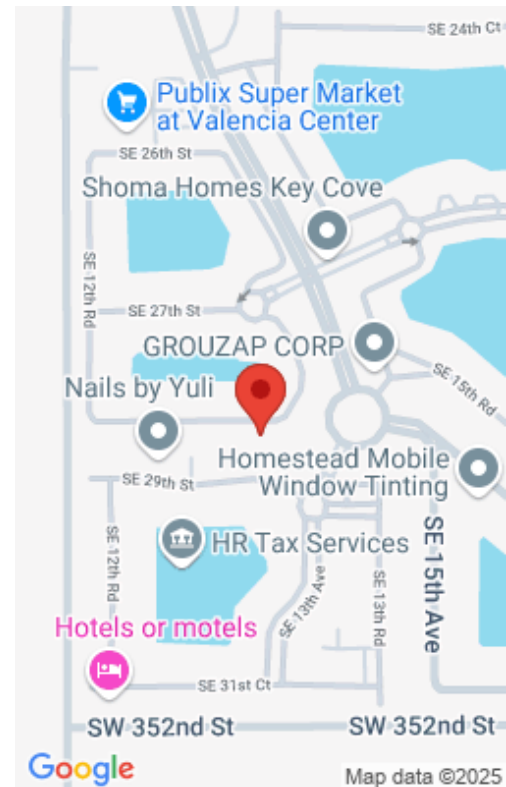 SE 24th Ct
Publix Super Market
at Valencia Center
SE 26th St
Shoma Homes Key Cove
SE 12th Rd
SE 27th St
GROUZAP CORP
SE 15th Rd
Nails by Yuli
Homestead Mobile
Window Tinting
SE 29th St
SE 12th Rd
HR Tax Services
SE 13th Ave
SE 13th Rd
SE 15th Ave
Hotels or motels
SE 31st Ct
SW 352nd St
SW 352nd St
Google
Map data ©2025